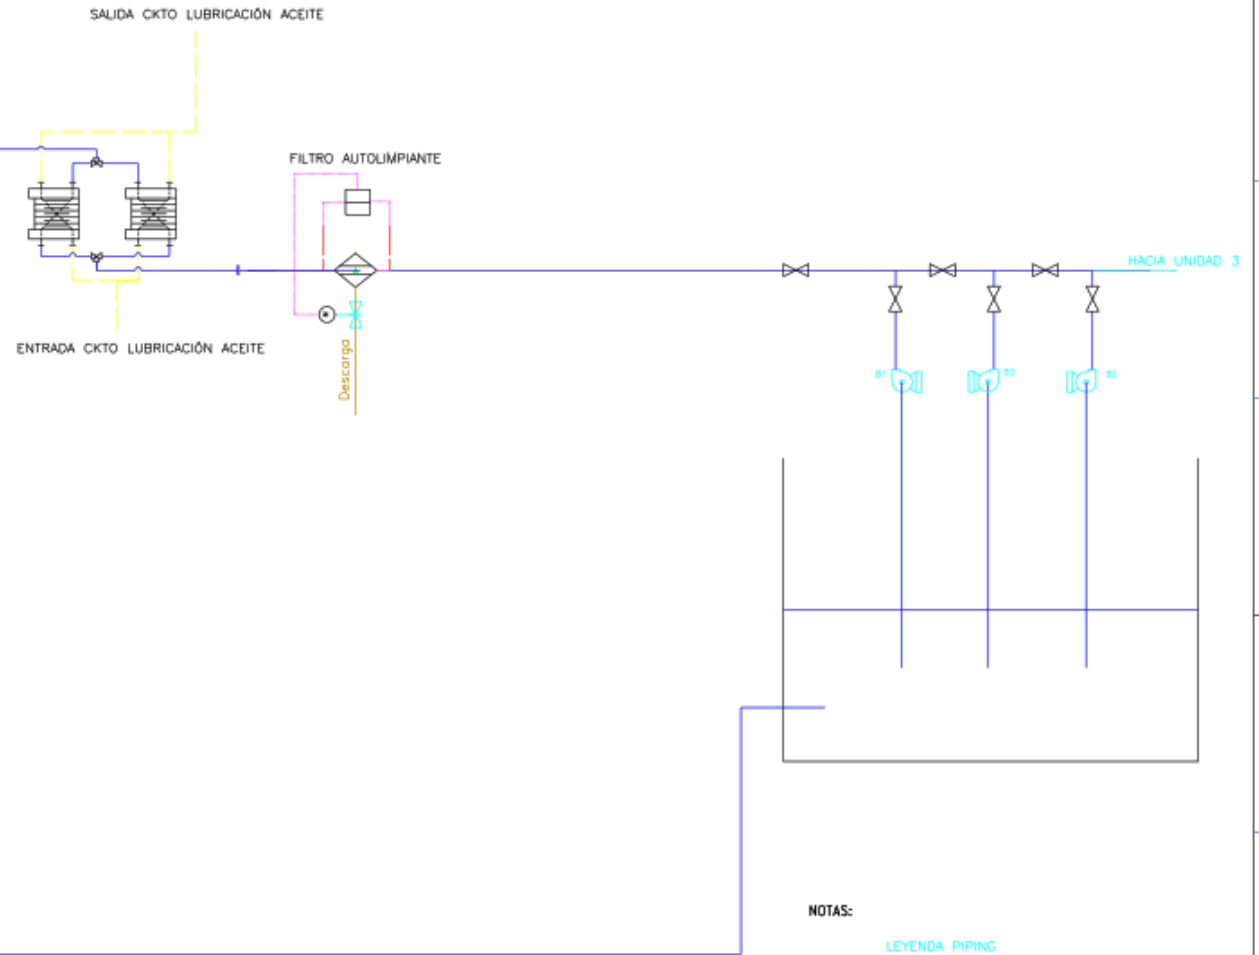 SALIDA CKTO LUBRICACIÓN ACEITE
FILTRO AUTOLIMPIANTE
HACIA UNIDAD 3
ENTRADA CKTO LUBRICACIÓN ACEITE
Descarga
B1
B3
B2
NOTAS:
LEYENDA PIPING